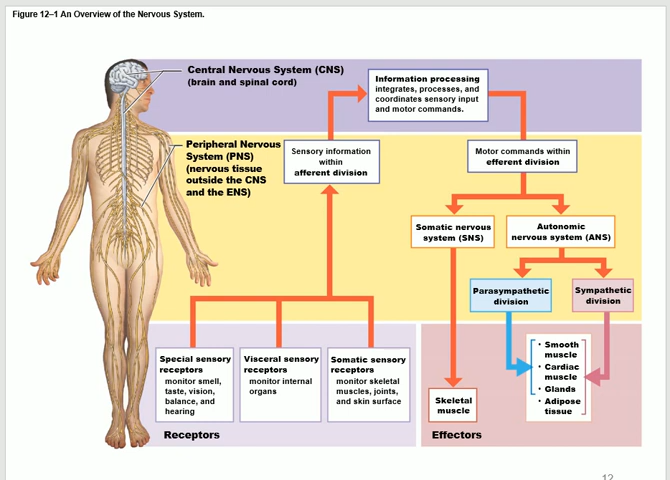 Figure 12–1 An Overview of the Nervous System.
Central Nervous System (CNS)
(brain and spinal cord)
Information processing
integrates, processes, and
coordinates sensory input
and motor commands.
Peripheral Nervous
System (PNS)
(nervous tissue
outside the CNS
and the ENS)
Sensory information
within
afferent division
Motor commands within
efferent division
Somatic nervous
system (SNS)
Autonomic
nervous system (ANS)
Parasympathetic
division
Sympathetic
division
Special sensory
receptors
monitor smell,
taste, vision,
balance, and
hearing
Visceral sensory
receptors
monitor internal
organs
Somatic sensory
receptors
monitor skeletal
muscles, joints,
and skin surface
Skeletal
muscle
• Smooth
muscle
• Cardiac
muscle
• Glands
• Adipose
tissue
Receptors
Effectors
12